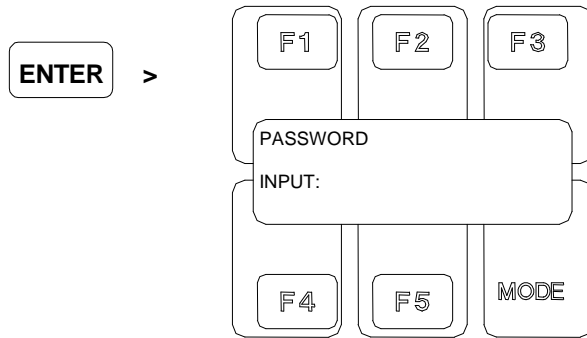 F1 F2 F3
ENTER >
PASSWORD
INPUT:
F4 F5 MODE